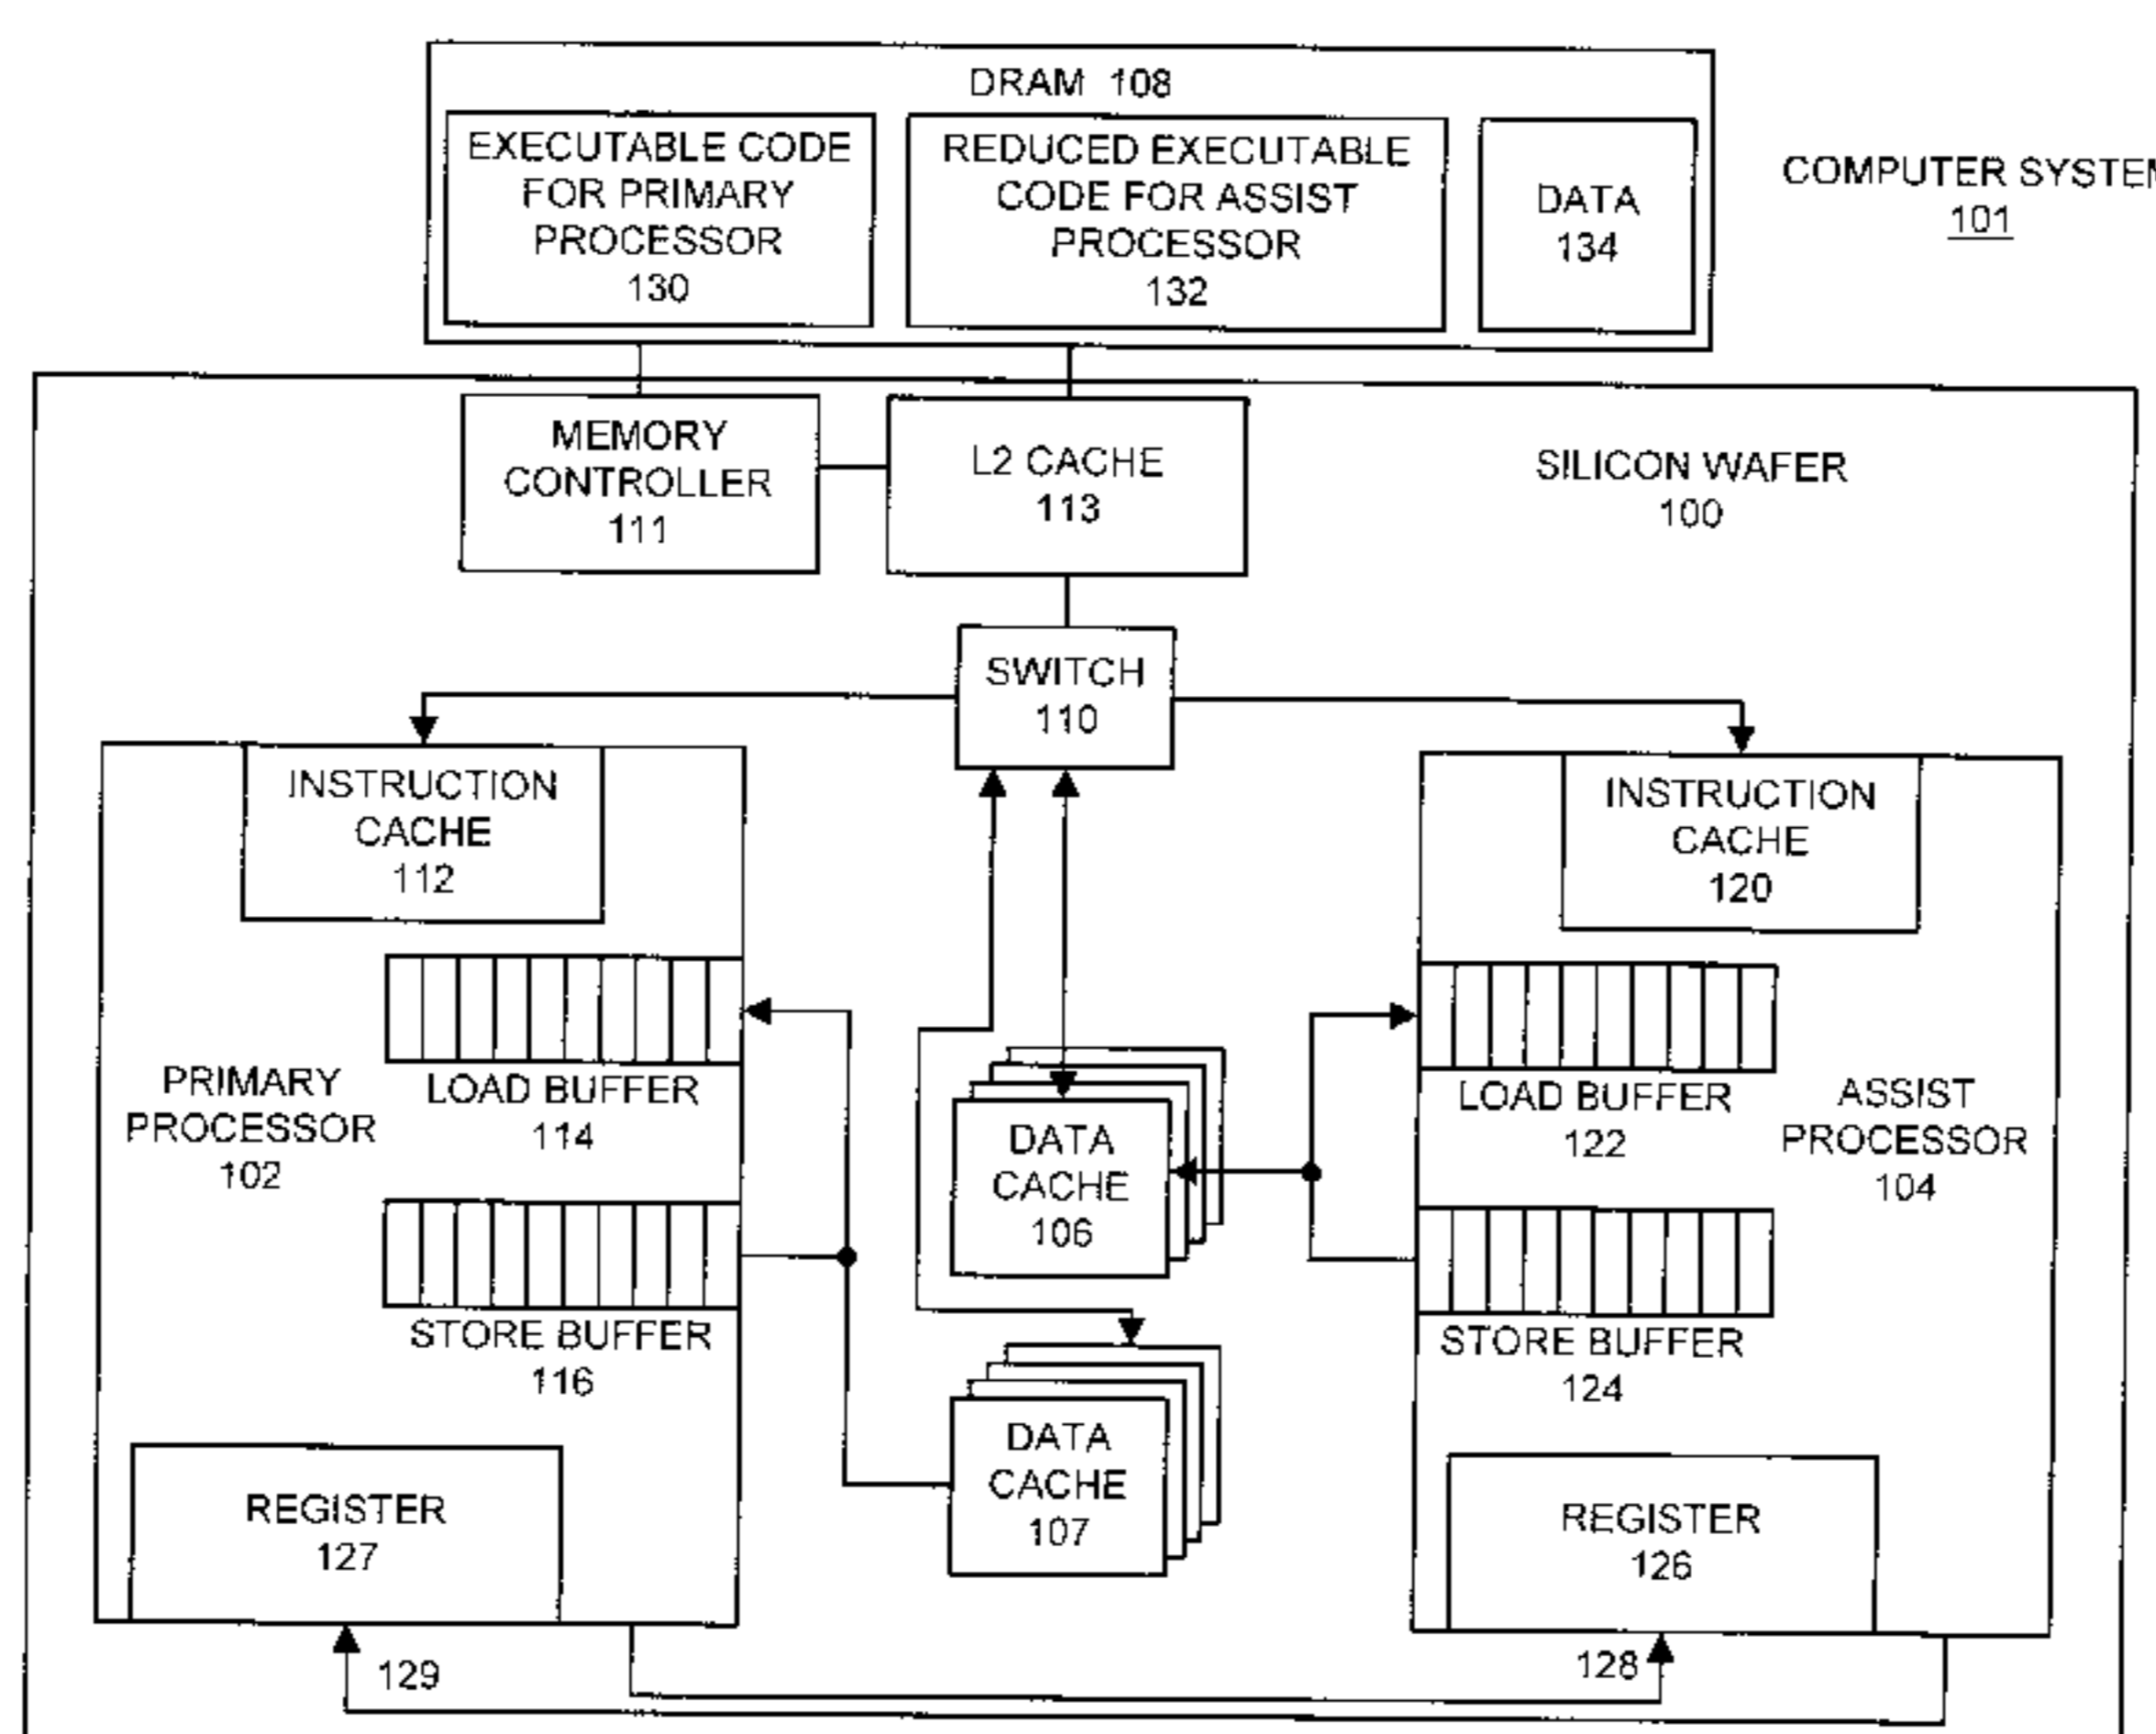 DRAM 108
EXECUTABLE CODE
FOR PRIMARY
PROCESSOR
130
REDUCED EXECUTABLE
CODE FOR ASSIST
PROCESSOR
132
DATA
134
COMPUTER SYSTEM
101
MEMORY
CONTROLLER
111
L2 CACHE
113
SILICON WAFER
100
SWITCH
110
INSTRUCTION
CACHE
112
INSTRUCTION
CACHE
120
PRIMARY
PROCESSOR
102
LOAD BUFFER
114
STORE BUFFER
116
DATA
CACHE
106
LOAD BUFFER
122
ASSIST
PROCESSOR
104
STORE BUFFER
124
DATA
CACHE
107
REGISTER
127
REGISTER
126
129
128